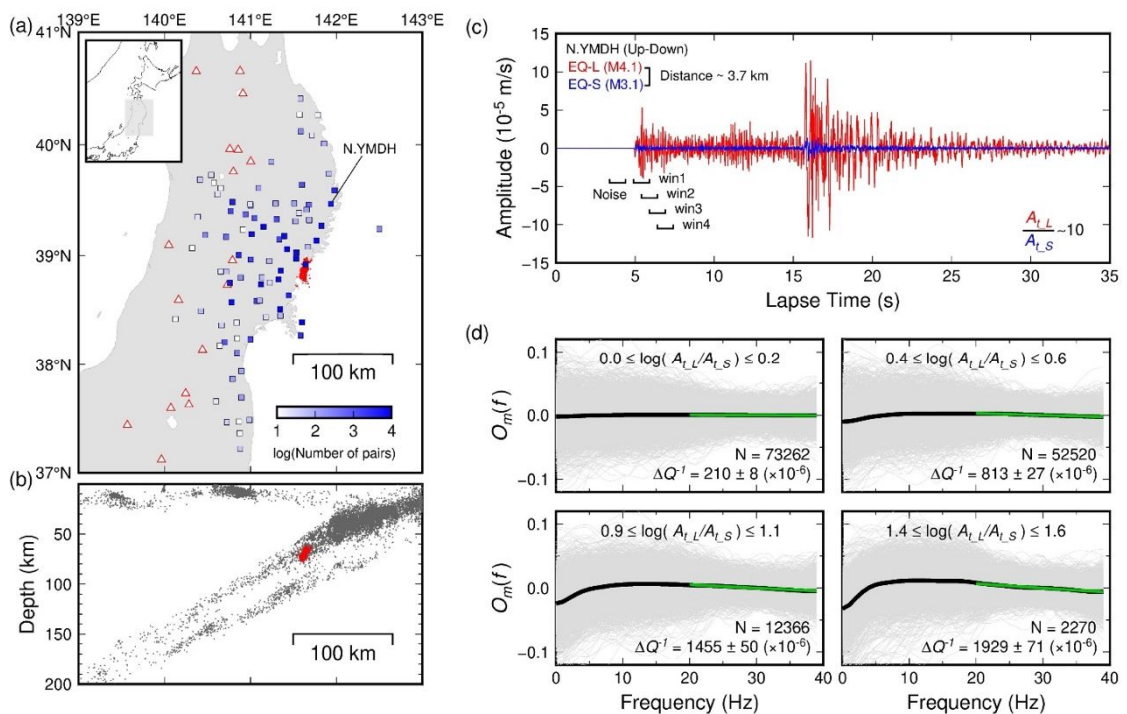 (a)
139°E 140°E 141°E 142°E 143°E
41°N
40°N
39°N
38°N
37°N
N.YMDH
100 km
1 2 3 4
log(Number of pairs)
(b)
Depth (km)
50
100
150
200
100 km
(c)
N.YMDH (Up-Down)
EQ-L (M4.1)
EQ-S (M3.1)
Distance ~ 3.7 km
Amplitude (10⁻⁵ m/s)
15
10
5
0
−5
−10
−15
Noise
win1
win2
win3
win4
A_t_L
A_t_S
~10
0 5 10 15 20 25 30 35
Lapse Time (s)
(d)
O_m(f)
0.1
0.0
−0.1
0.0 ≤ log( A_t_L/A_t_S) ≤ 0.2
N = 73262
ΔQ⁻¹ = 210 ± 8 (×10⁻⁶)
0.4 ≤ log( A_t_L/A_t_S) ≤ 0.6
N = 52520
ΔQ⁻¹ = 813 ± 27 (×10⁻⁶)
O_m(f)
0.1
0.0
−0.1
0.9 ≤ log( A_t_L/A_t_S) ≤ 1.1
N = 12366
ΔQ⁻¹ = 1455 ± 50 (×10⁻⁶)
1.4 ≤ log( A_t_L/A_t_S) ≤ 1.6
N = 2270
ΔQ⁻¹ = 1929 ± 71 (×10⁻⁶)
0 10 20 30 40
Frequency (Hz)
0 10 20 30 40
Frequency (Hz)